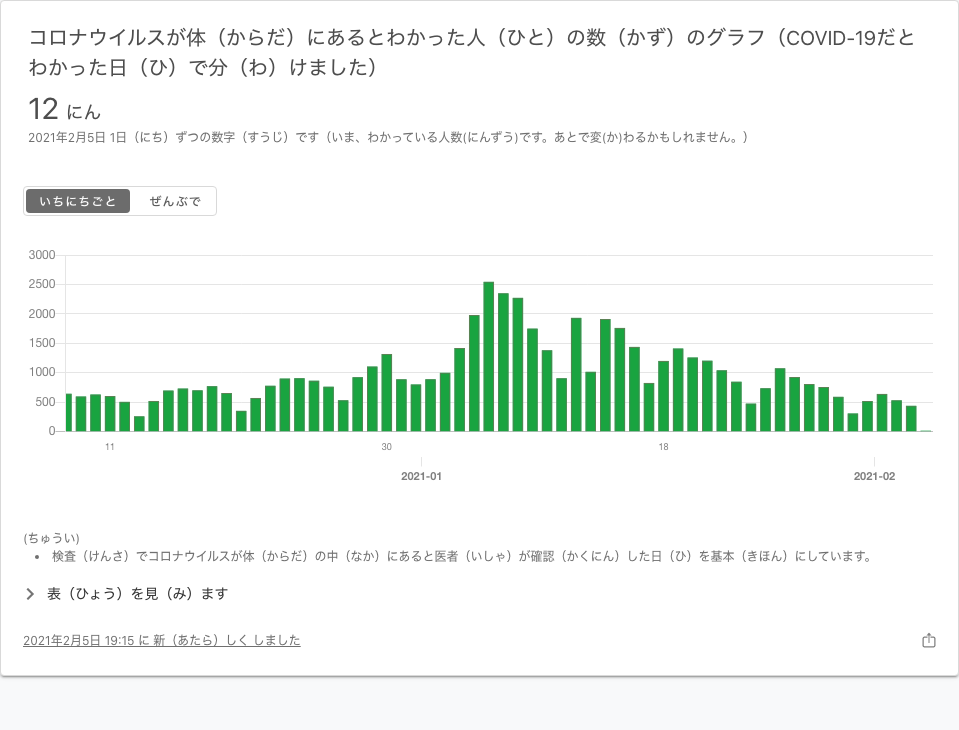 コロナウイルスが体（からだ）にあるとわかった人（ひと）の数（かず）のグラフ（COVID-19だと
わかった日（ひ）で分（わ）けました）
12 にん
2021年2月5日 1日（にち）ずつの数字（すうじ）です（いま、わかっている人数(にんずう)です。あとで変(か)わるかもしれません。）
いちにちごと ぜんぶで
3000
2500
2000
1500
1000
500
0
11 30 18
2021-01 2021-02
(ちゅうい)
• 検査（けんさ）でコロナウイルスが体（からだ）の中（なか）にあると医者（いしゃ）が確認（かくにん）した日（ひ）を基本（きほん）にしています。
表（ひょう）を見（み）ます
2021年2月5日 19:15 に 新（あたら）しく しました